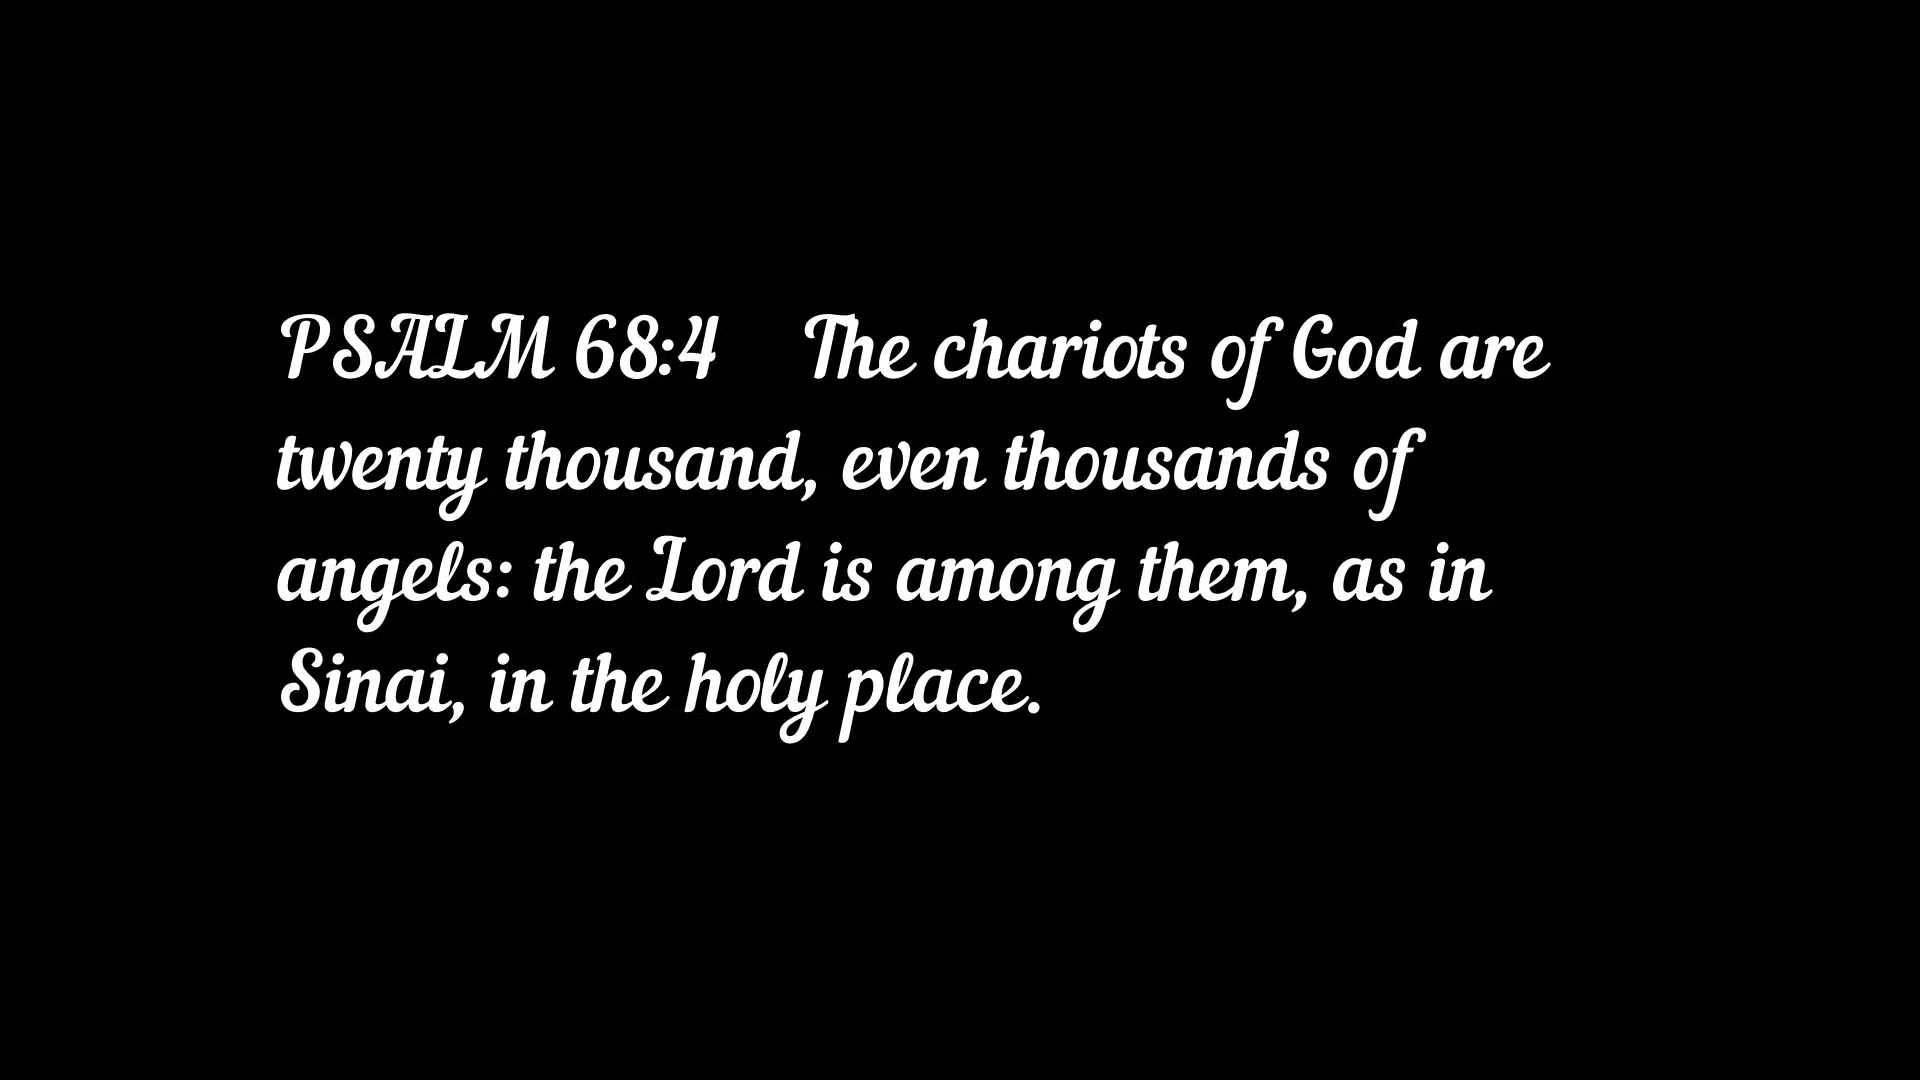 PSALM 68:4 The chariots of God are
twenty thousand, even thousands of
angels: the Lord is among them, as in
Sinai, in the holy place.